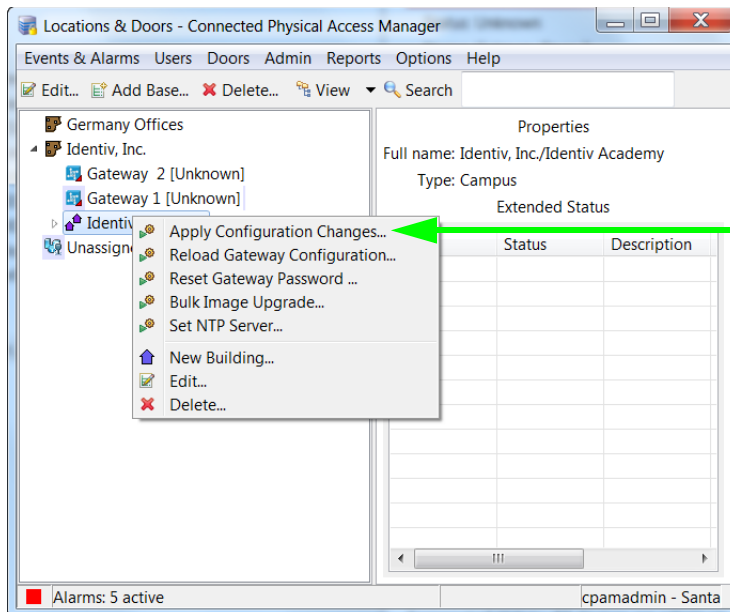 Locations & Doors - Connected Physical Access Manager
Events & Alarms Users Doors Admin Reports Options Help
Edit... Add Base... Delete... View Search
Germany Offices
Identiv, Inc.
Gateway 2 [Unknown]
Gateway 1 [Unknown]
Identiv
Unassign
Apply Configuration Changes...
Reload Gateway Configuration...
Reset Gateway Password ...
Bulk Image Upgrade...
Set NTP Server...
New Building...
Edit...
Delete...
Properties
Full name: Identiv, Inc./Identiv Academy
Type: Campus
Extended Status
Status Description
Alarms: 5 active
cpamadmin - Santa